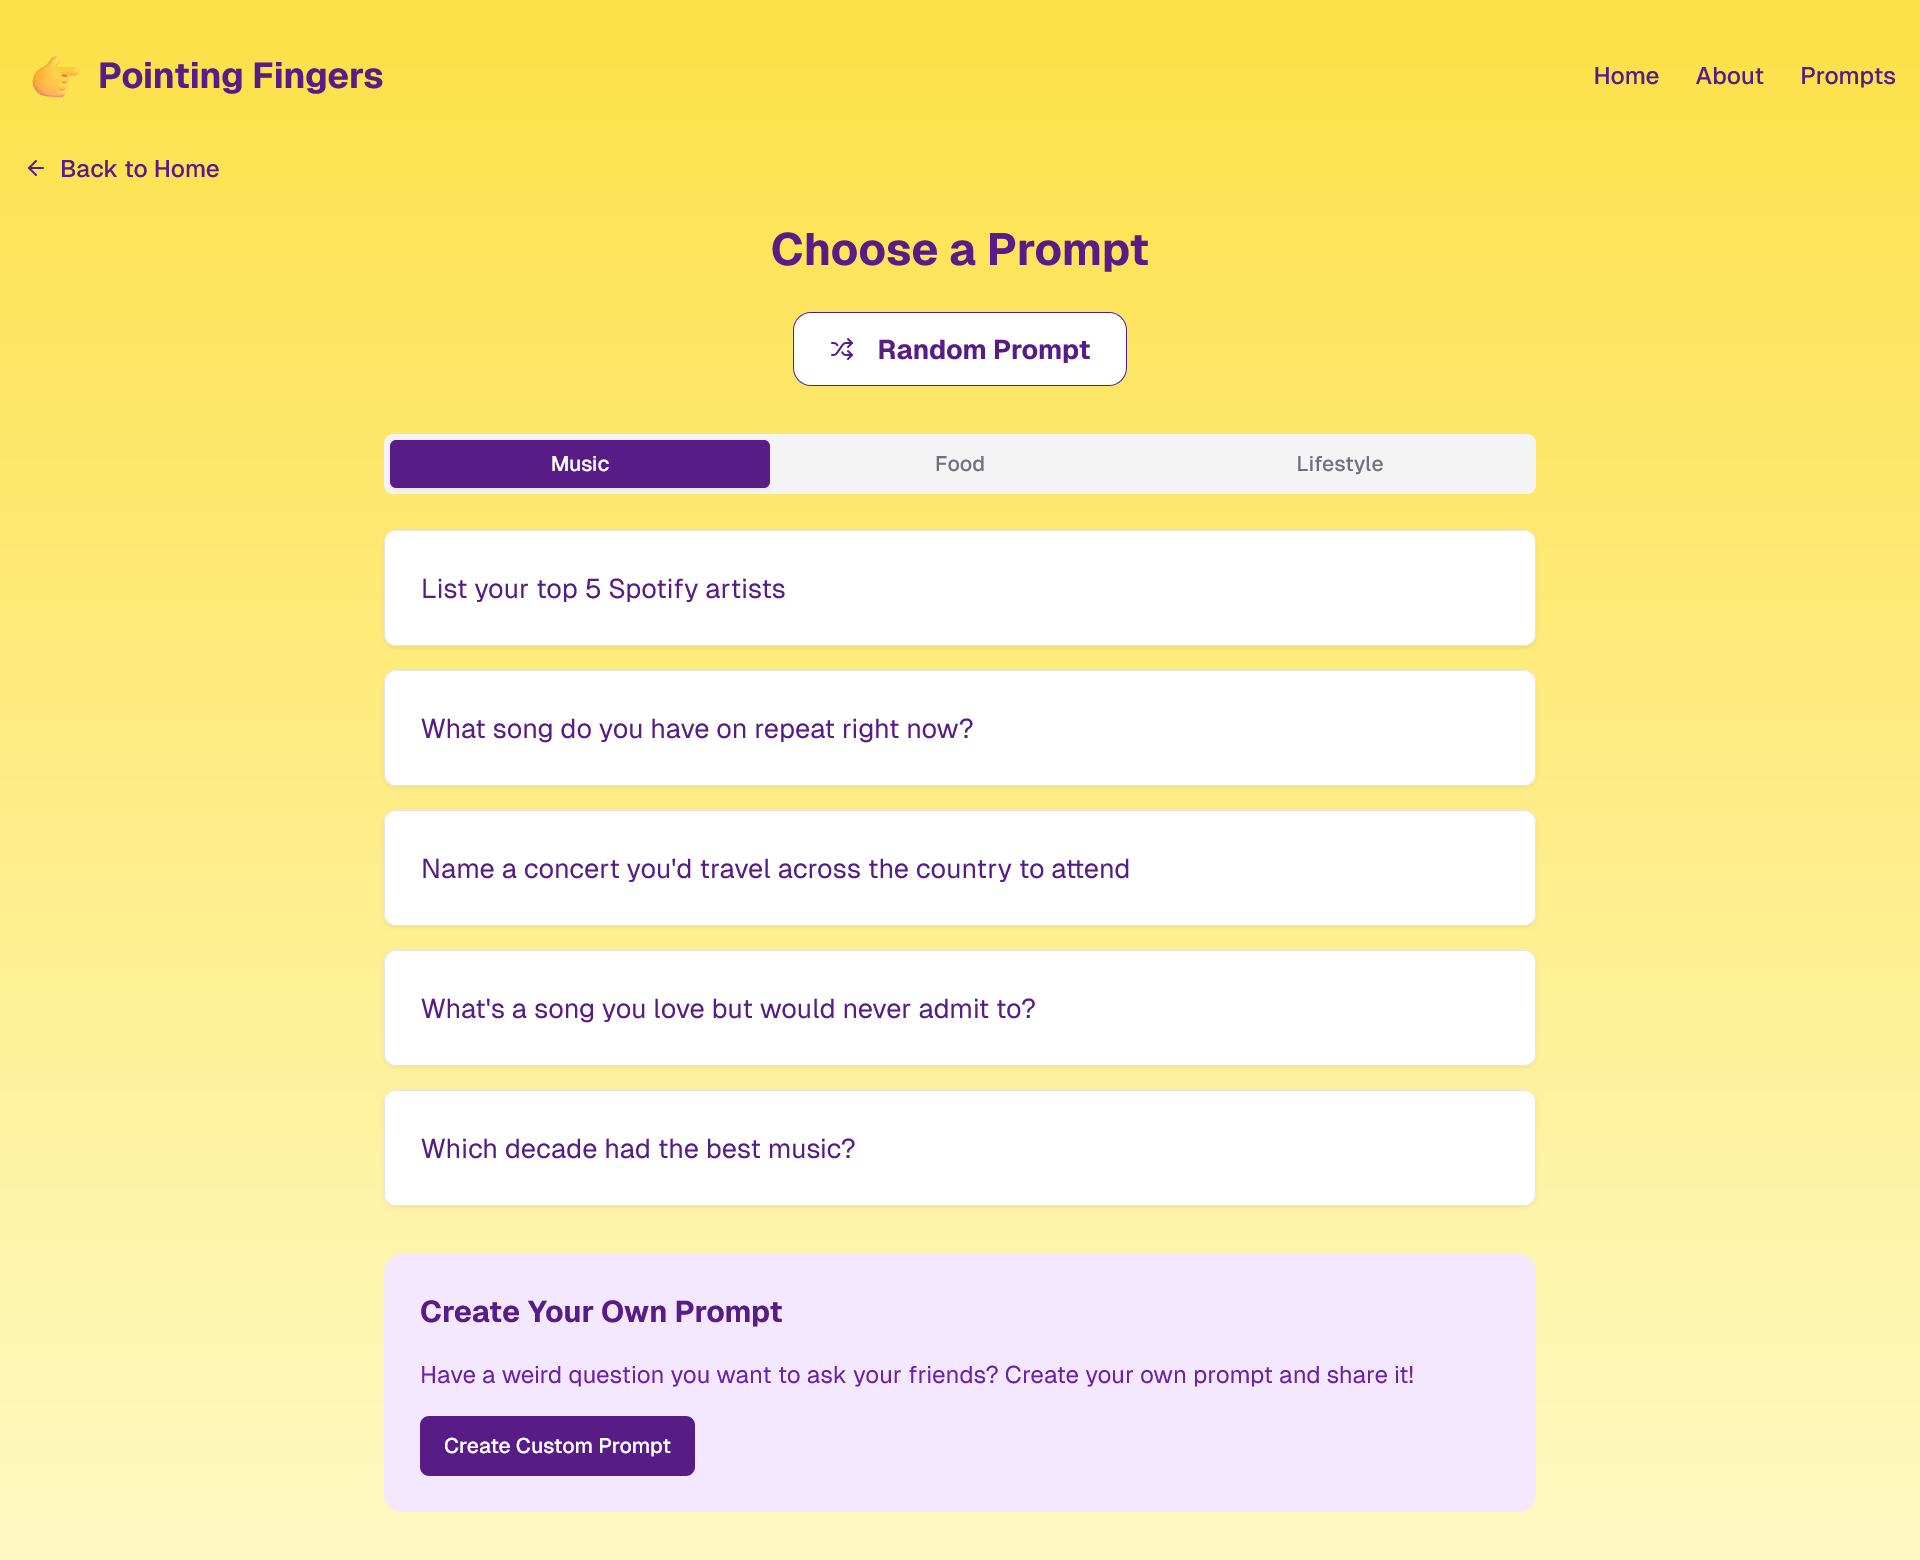 Pointing Fingers
Home
About
Prompts
Back to Home
Choose a Prompt
Random Prompt
Music
Food
Lifestyle
List your top 5 Spotify artists
What song do you have on repeat right now?
Name a concert you'd travel across the country to attend
What's a song you love but would never admit to?
Which decade had the best music?
Create Your Own Prompt
Have a weird question you want to ask your friends? Create your own prompt and share it!
Create Custom Prompt